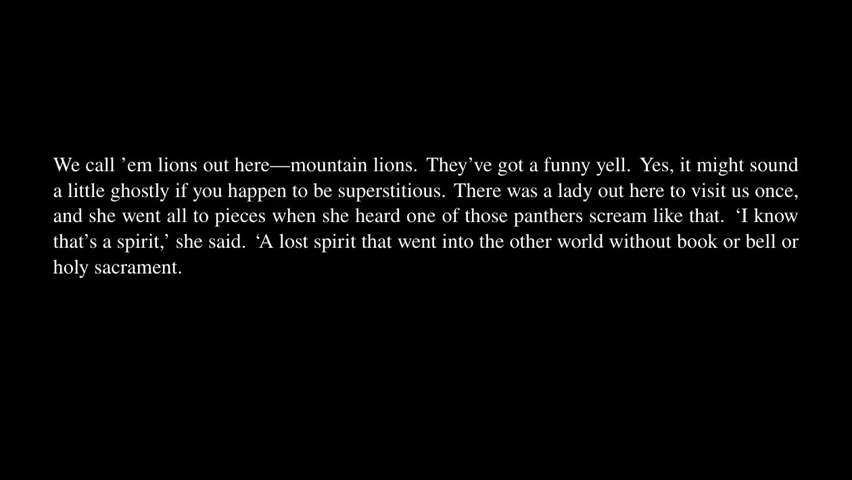 We call ’em lions out here—mountain lions. They’ve got a funny yell. Yes, it might sound
a little ghostly if you happen to be superstitious. There was a lady out here to visit us once,
and she went all to pieces when she heard one of those panthers scream like that. ‘I know
that’s a spirit,’ she said. ‘A lost spirit that went into the other world without book or bell or
holy sacrament.